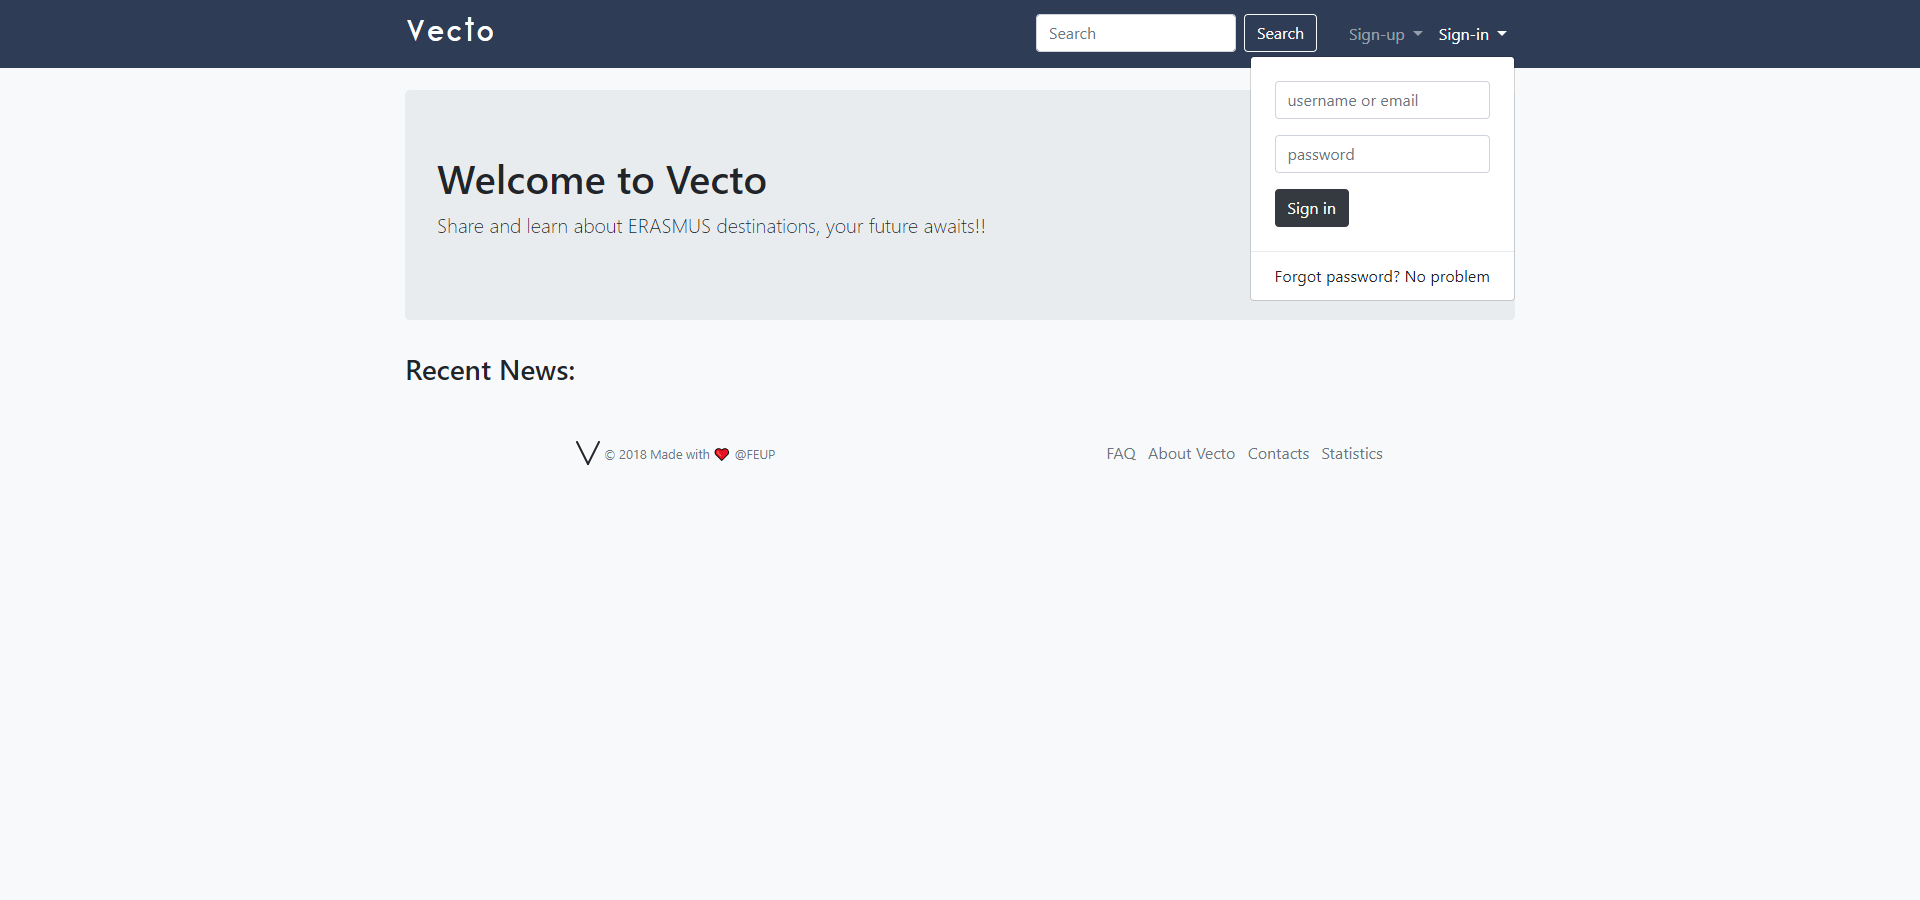 Vecto
Search
Search
Sign-up
Sign-in
username or email
password
Sign in
Forgot password? No problem
Welcome to Vecto
Share and learn about ERASMUS destinations, your future awaits!!
Recent News:
© 2018 Made with ❤ @FEUP
FAQ About Vecto Contacts Statistics